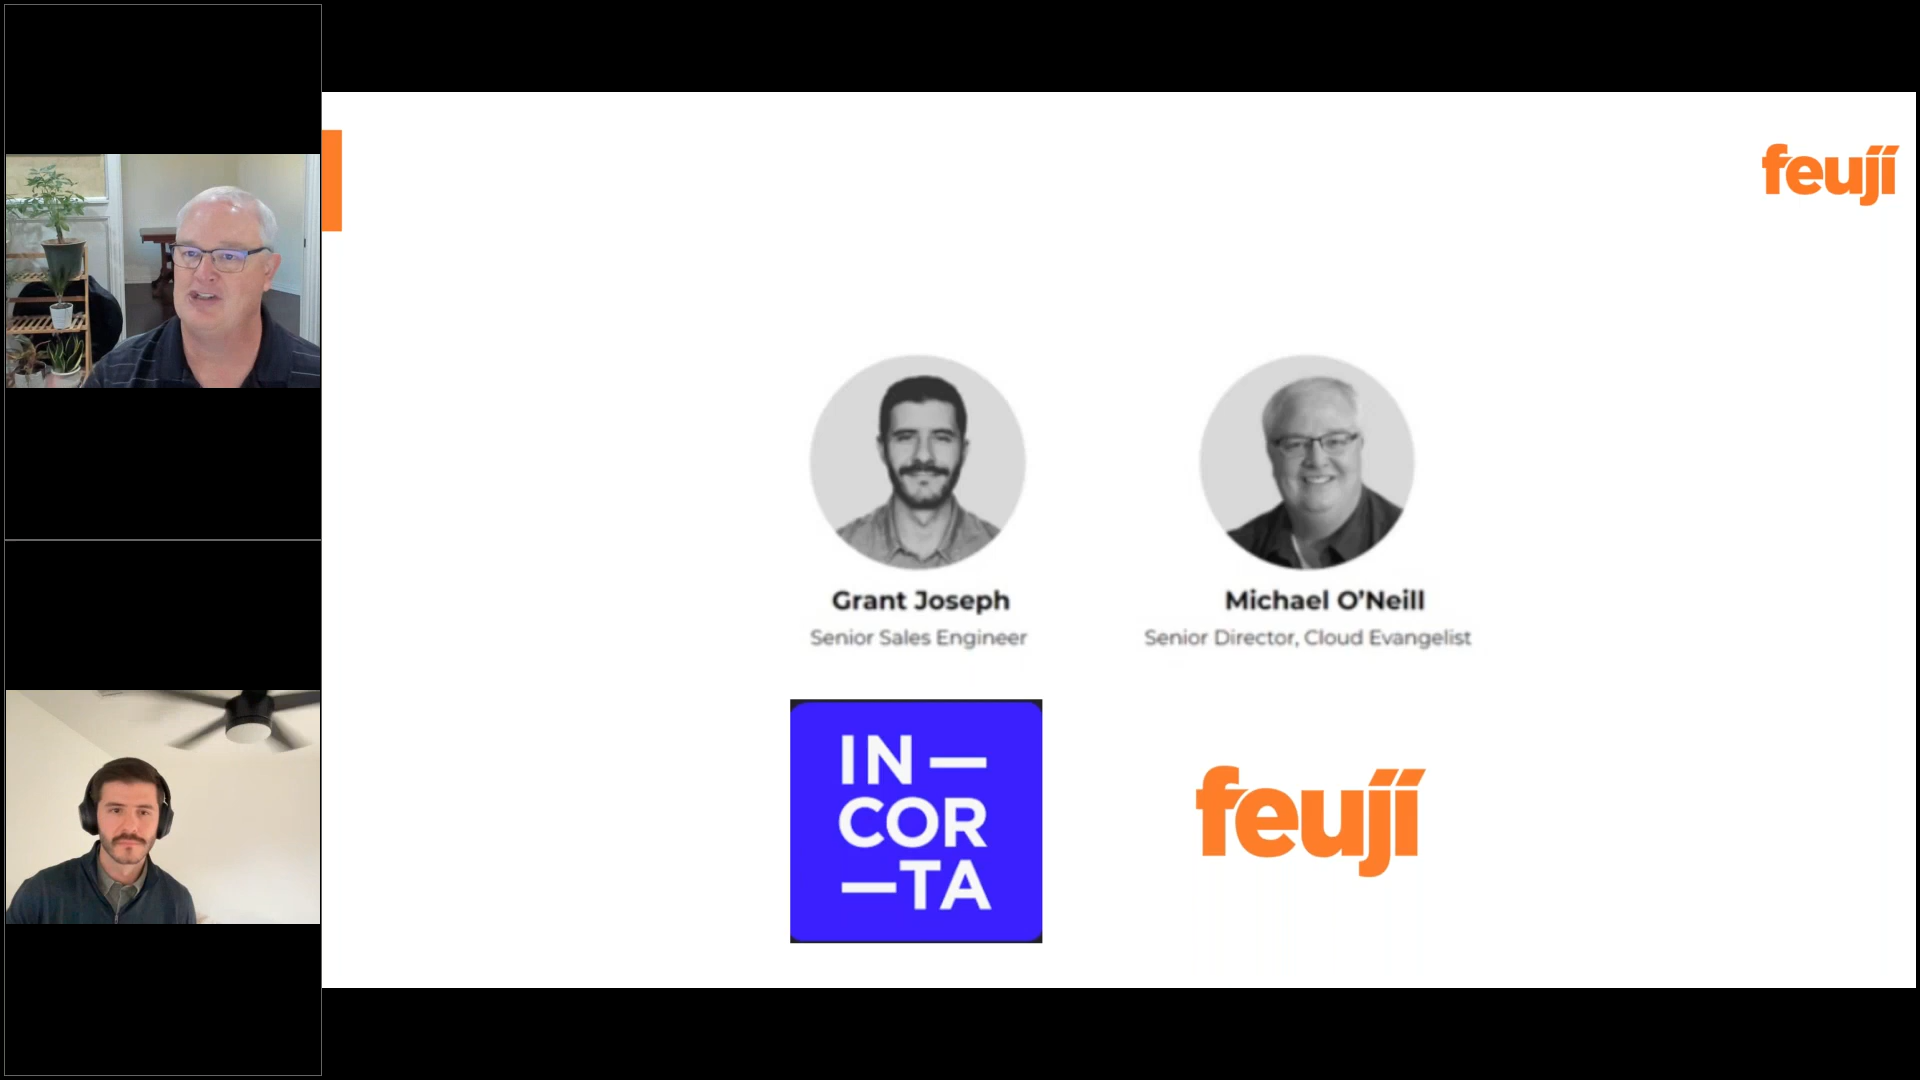 feuji
Grant Joseph
Senior Sales Engineer
Michael O'Neill
Senior Director, Cloud Evangelist
IN—
COR
—TA
feuji